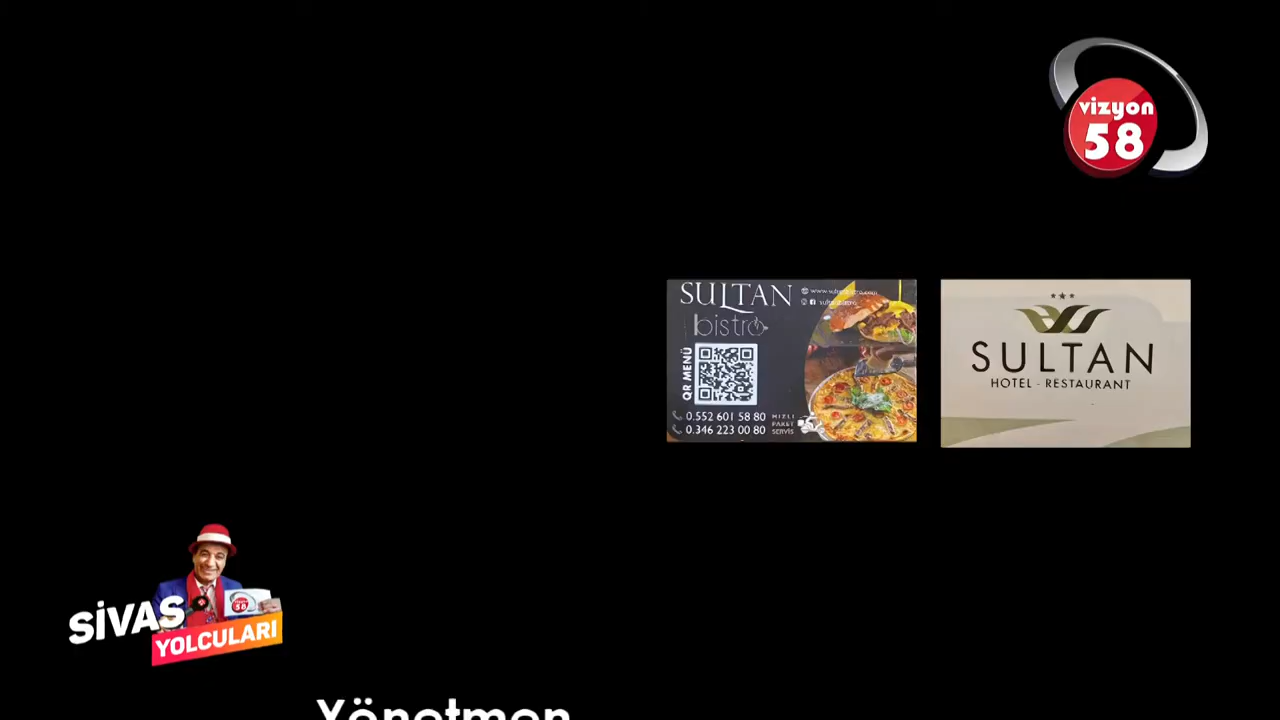 vizyon
58
SULTAN
bistro
QR MENÜ
0.552 601 58 80
0.346 223 00 80
HIZLI
PAKET
SERVİS
SULTAN
HOTEL - RESTAURANT
SİVAS
YOLCULARI
58
Yönetmen